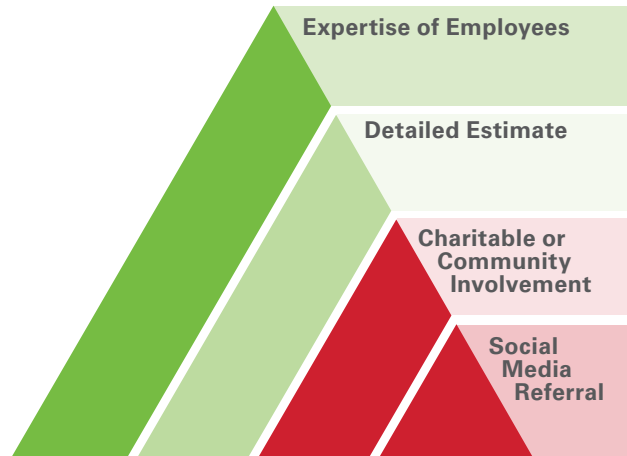 Expertise of Employees
Detailed Estimate
Charitable or
Community
Involvement
Social
Media
Referral